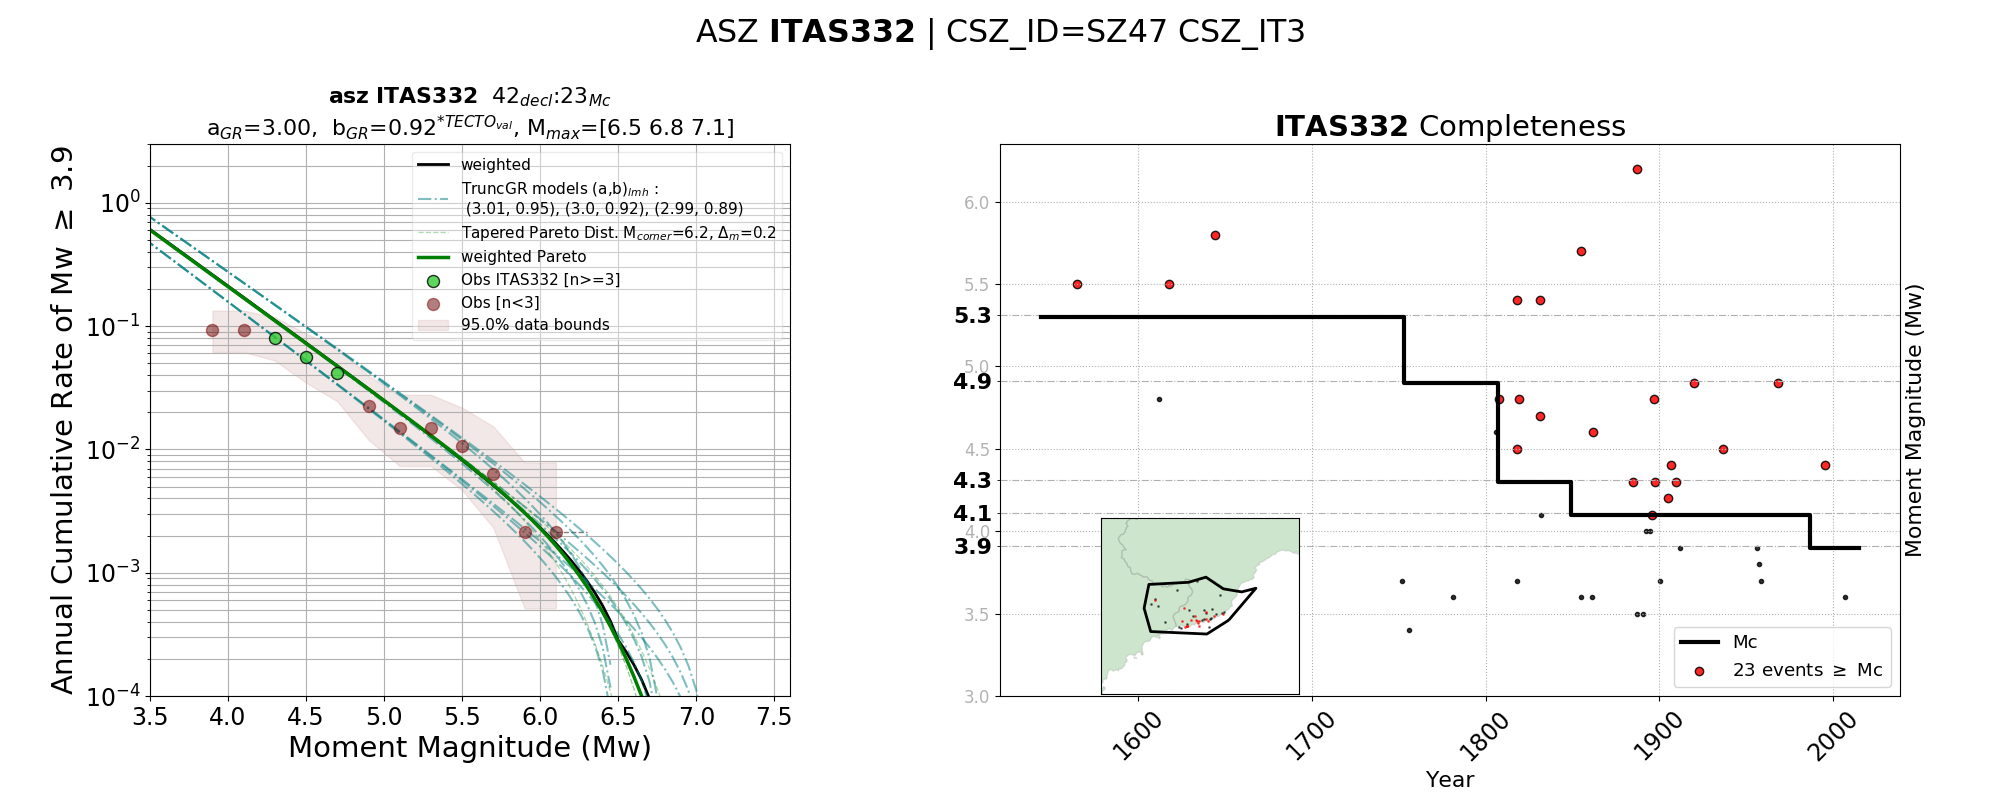 ASZ ITAS332 | CSZ_ID=SZ47 CSZ_IT3
asz ITAS332 42decl:23Mc
aGR=3.00, bGR=0.92*TECTOval, Mmax=[6.5 6.8 7.1]
Annual Cumulative Rate of Mw ≥ 3.9
10^0
10^-1
10^-2
10^-3
10^-4
weighted
TruncGR models (a,b)lmh :
(3.01, 0.95), (3.0, 0.92), (2.99, 0.89)
Tapered Pareto Dist. Mcorner=6.2, Δm=0.2
weighted Pareto
Obs ITAS332 [n>=3]
Obs [n<3]
95.0% data bounds
3.5 4.0 4.5 5.0 5.5 6.0 6.5 7.0 7.5
Moment Magnitude (Mw)
ITAS332 Completeness
6.0
5.5
5.3
5.0
4.9
4.5
4.3
4.1
4.0
3.9
3.5
3.0
Moment Magnitude (Mw)
Mc
23 events ≥ Mc
1600 1700 1800 1900 2000
Year